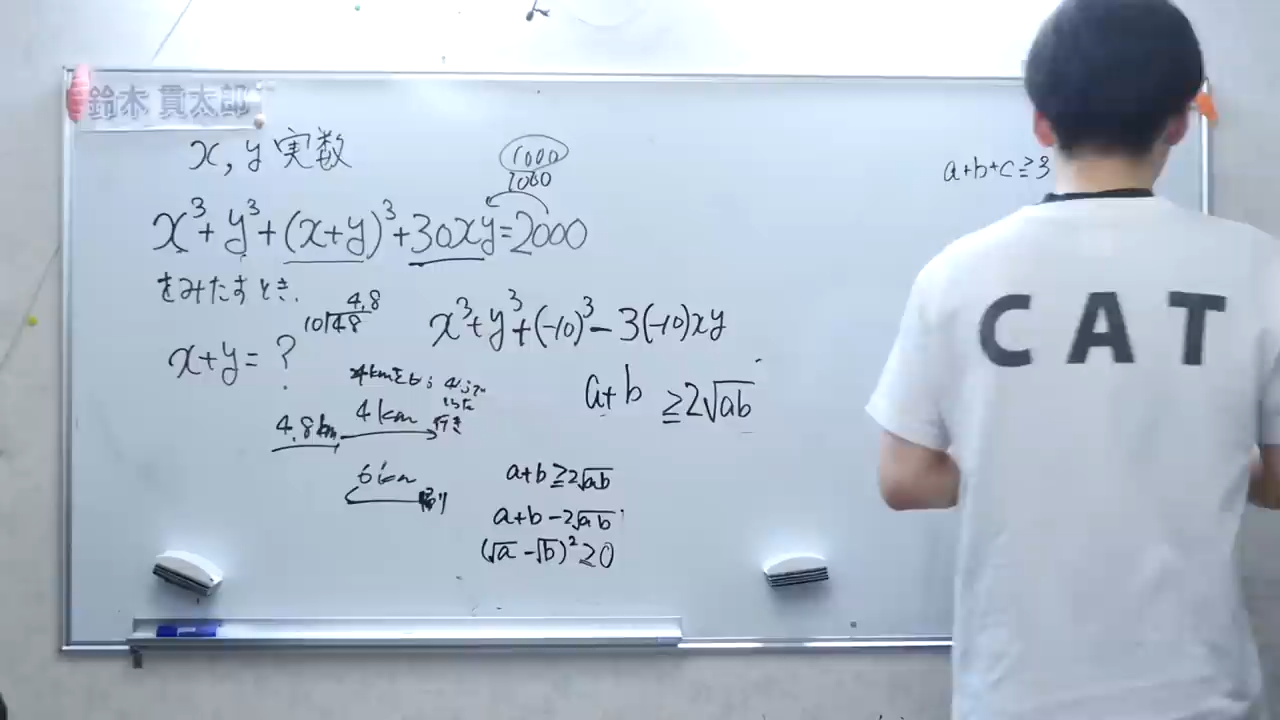 鈴木 貫太郎
x, y 実数
1000
1000
x³+y³+(x+y)³+30xy=2000
をみたすとき.
x+y= ?
4.8
10)48
x³+y³+(-10)³-3(-10)xy
a+b ≧2√ab
4km
行き
4.8km
6km
帰り
a+b≧2√ab
a+b-2√ab
(√a-√b)²≧0
a+b+c≧3
CAT